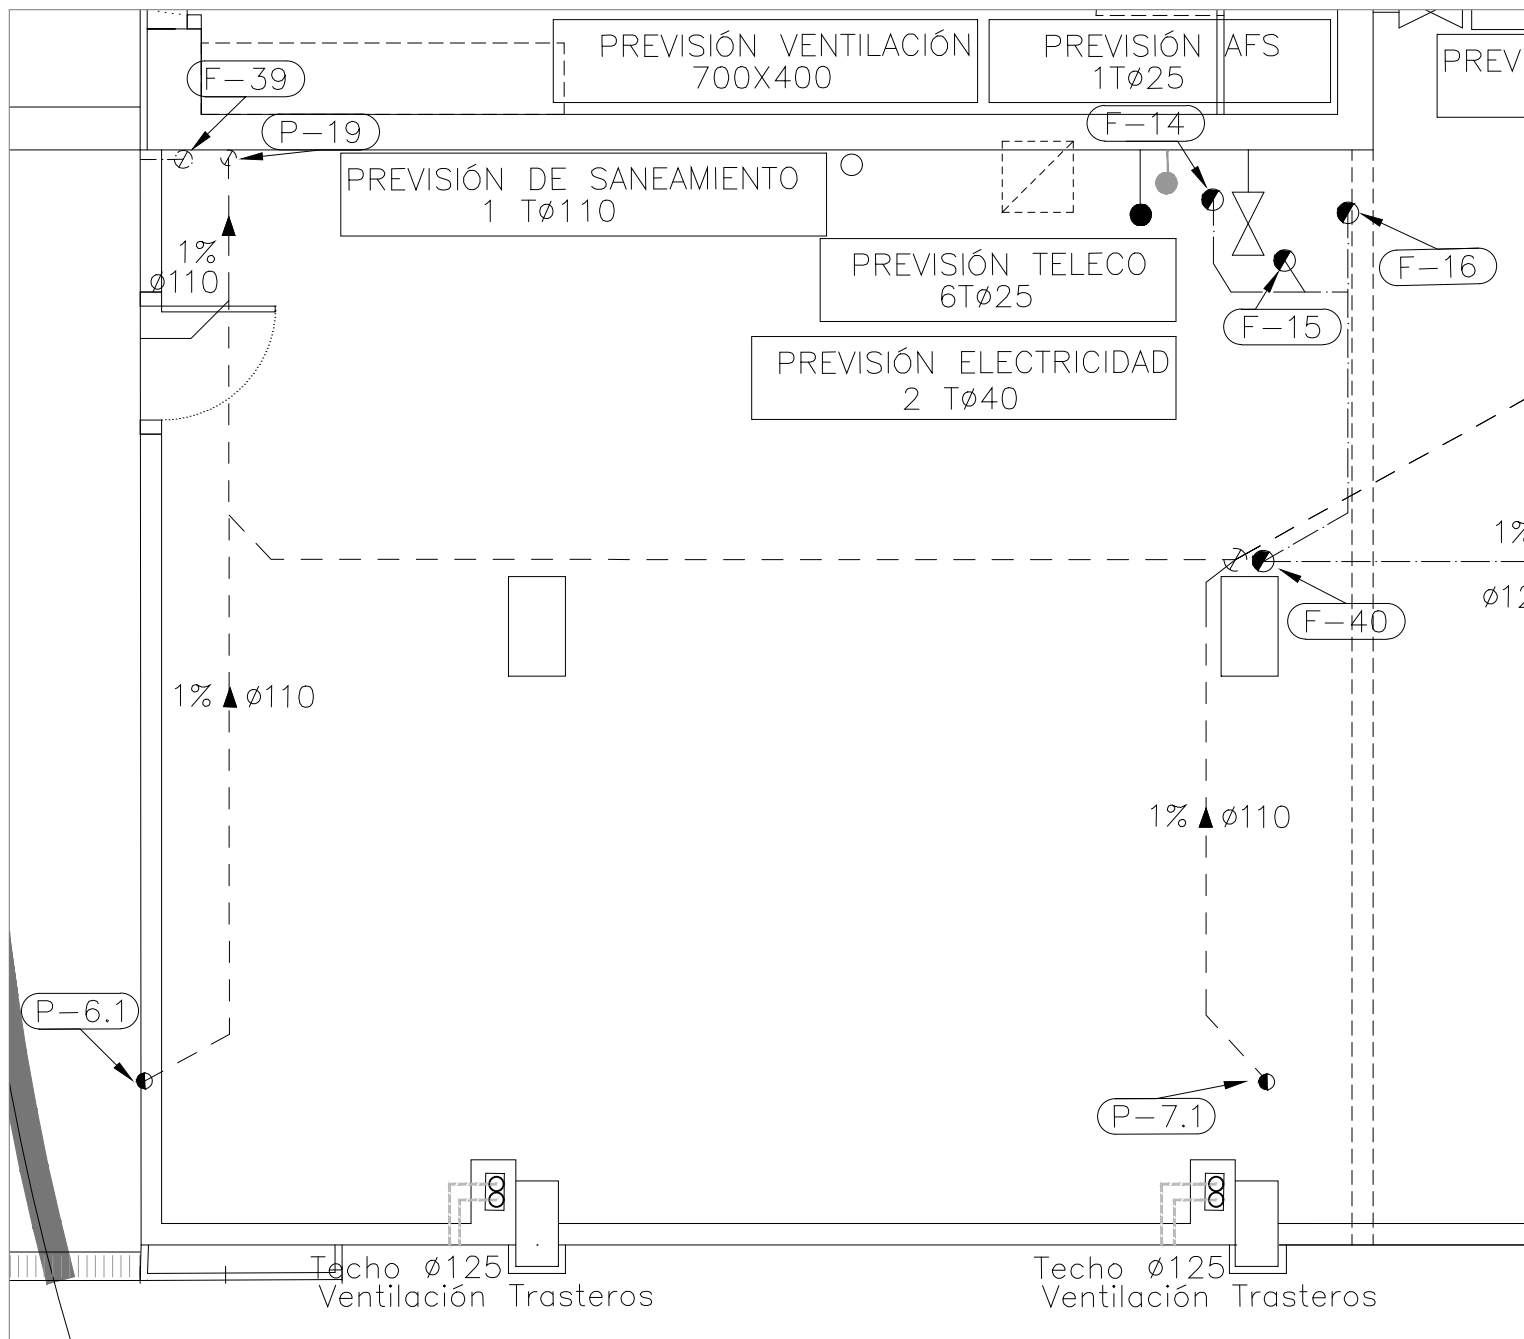 PREVISIÓN VENTILACIÓN
700X400
PREVISIÓN AFS
1Tø25
PREV
F-39
P-19
F-14
PREVISIÓN DE SANEAMIENTO
1 Tø110
1%
ø110
PREVISIÓN TELECO
6Tø25
F-16
F-15
PREVISIÓN ELECTRICIDAD
2 Tø40
1%
ø12
F-40
1% ø110
1% ø110
P-6.1
P-7.1
Techo ø125
Ventilación Trasteros
Techo ø125
Ventilación Trasteros